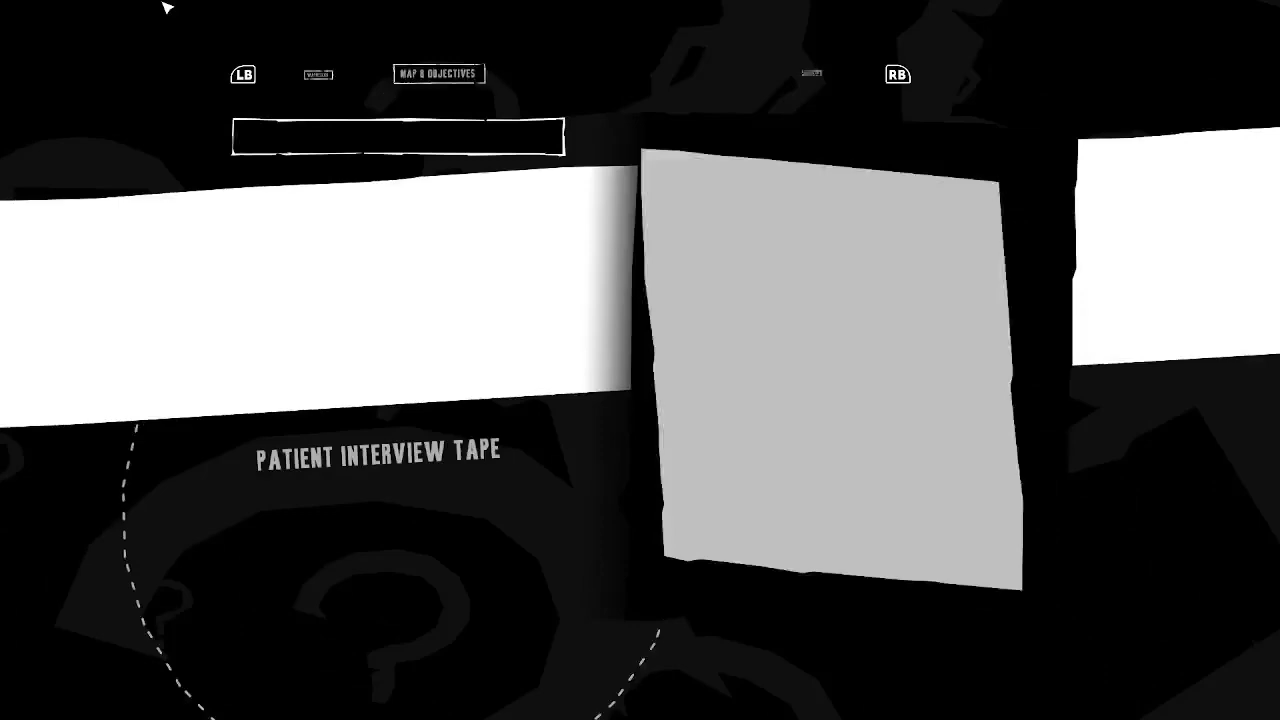 LB
MAP & OBJECTIVES
RB
PATIENT INTERVIEW TAPE